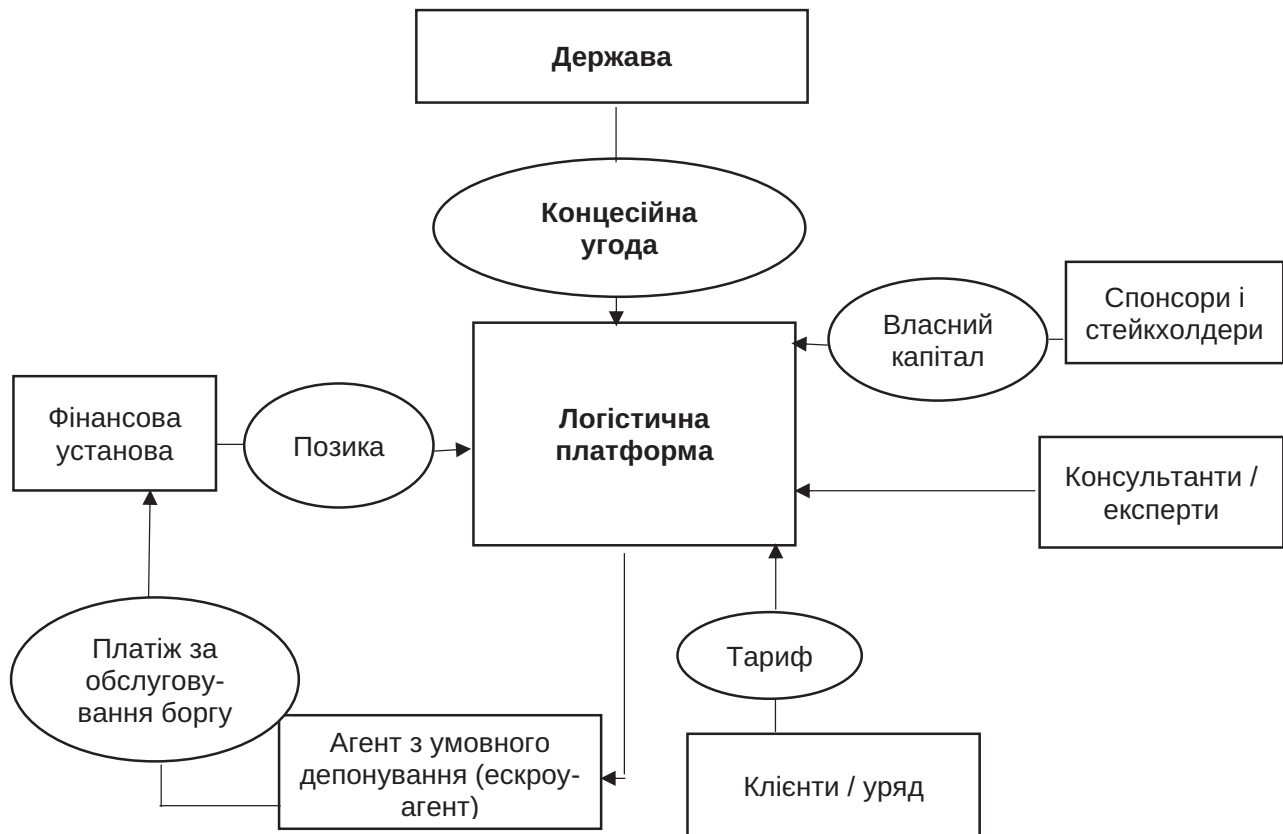 Держава
Концесійна
угода
Спонсори і
стейкхолдери
Власний
капітал
Фінансова
установа
Позика
Логістична
платформа
Консультанти /
експерти
Платіж за
обслугову-
вання боргу
Тариф
Агент з умовного
депонування (ескроу-
агент)
Клієнти / уряд